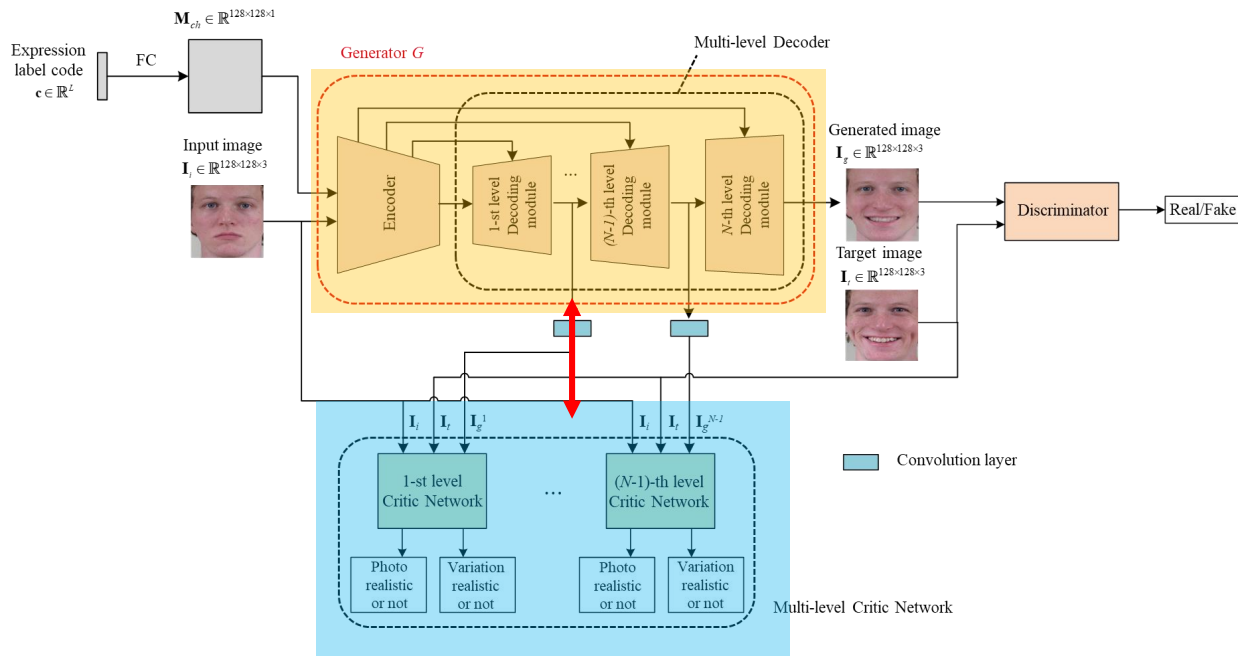 M_ch ∈ ℝ^128×128×1
Expression
label code
c ∈ ℝ^L
FC
Input image
I_i ∈ ℝ^128×128×3
Generator G
Multi-level Decoder
Encoder
1-st level
Decoding
module
...
(N-1)-th level
Decoding
module
N-th level
Decoding
module
Generated image
I_g ∈ ℝ^128×128×3
Target image
I_t ∈ ℝ^128×128×3
Discriminator
Real/Fake
I_i
I_t
I_g^1
I_i
I_t
I_g^N-1
Convolution layer
1-st level
Critic Network
...
(N-1)-th level
Critic Network
Photo
realistic
or not
Variation
realistic
or not
Photo
realistic
or not
Variation
realistic
or not
Multi-level Critic Network